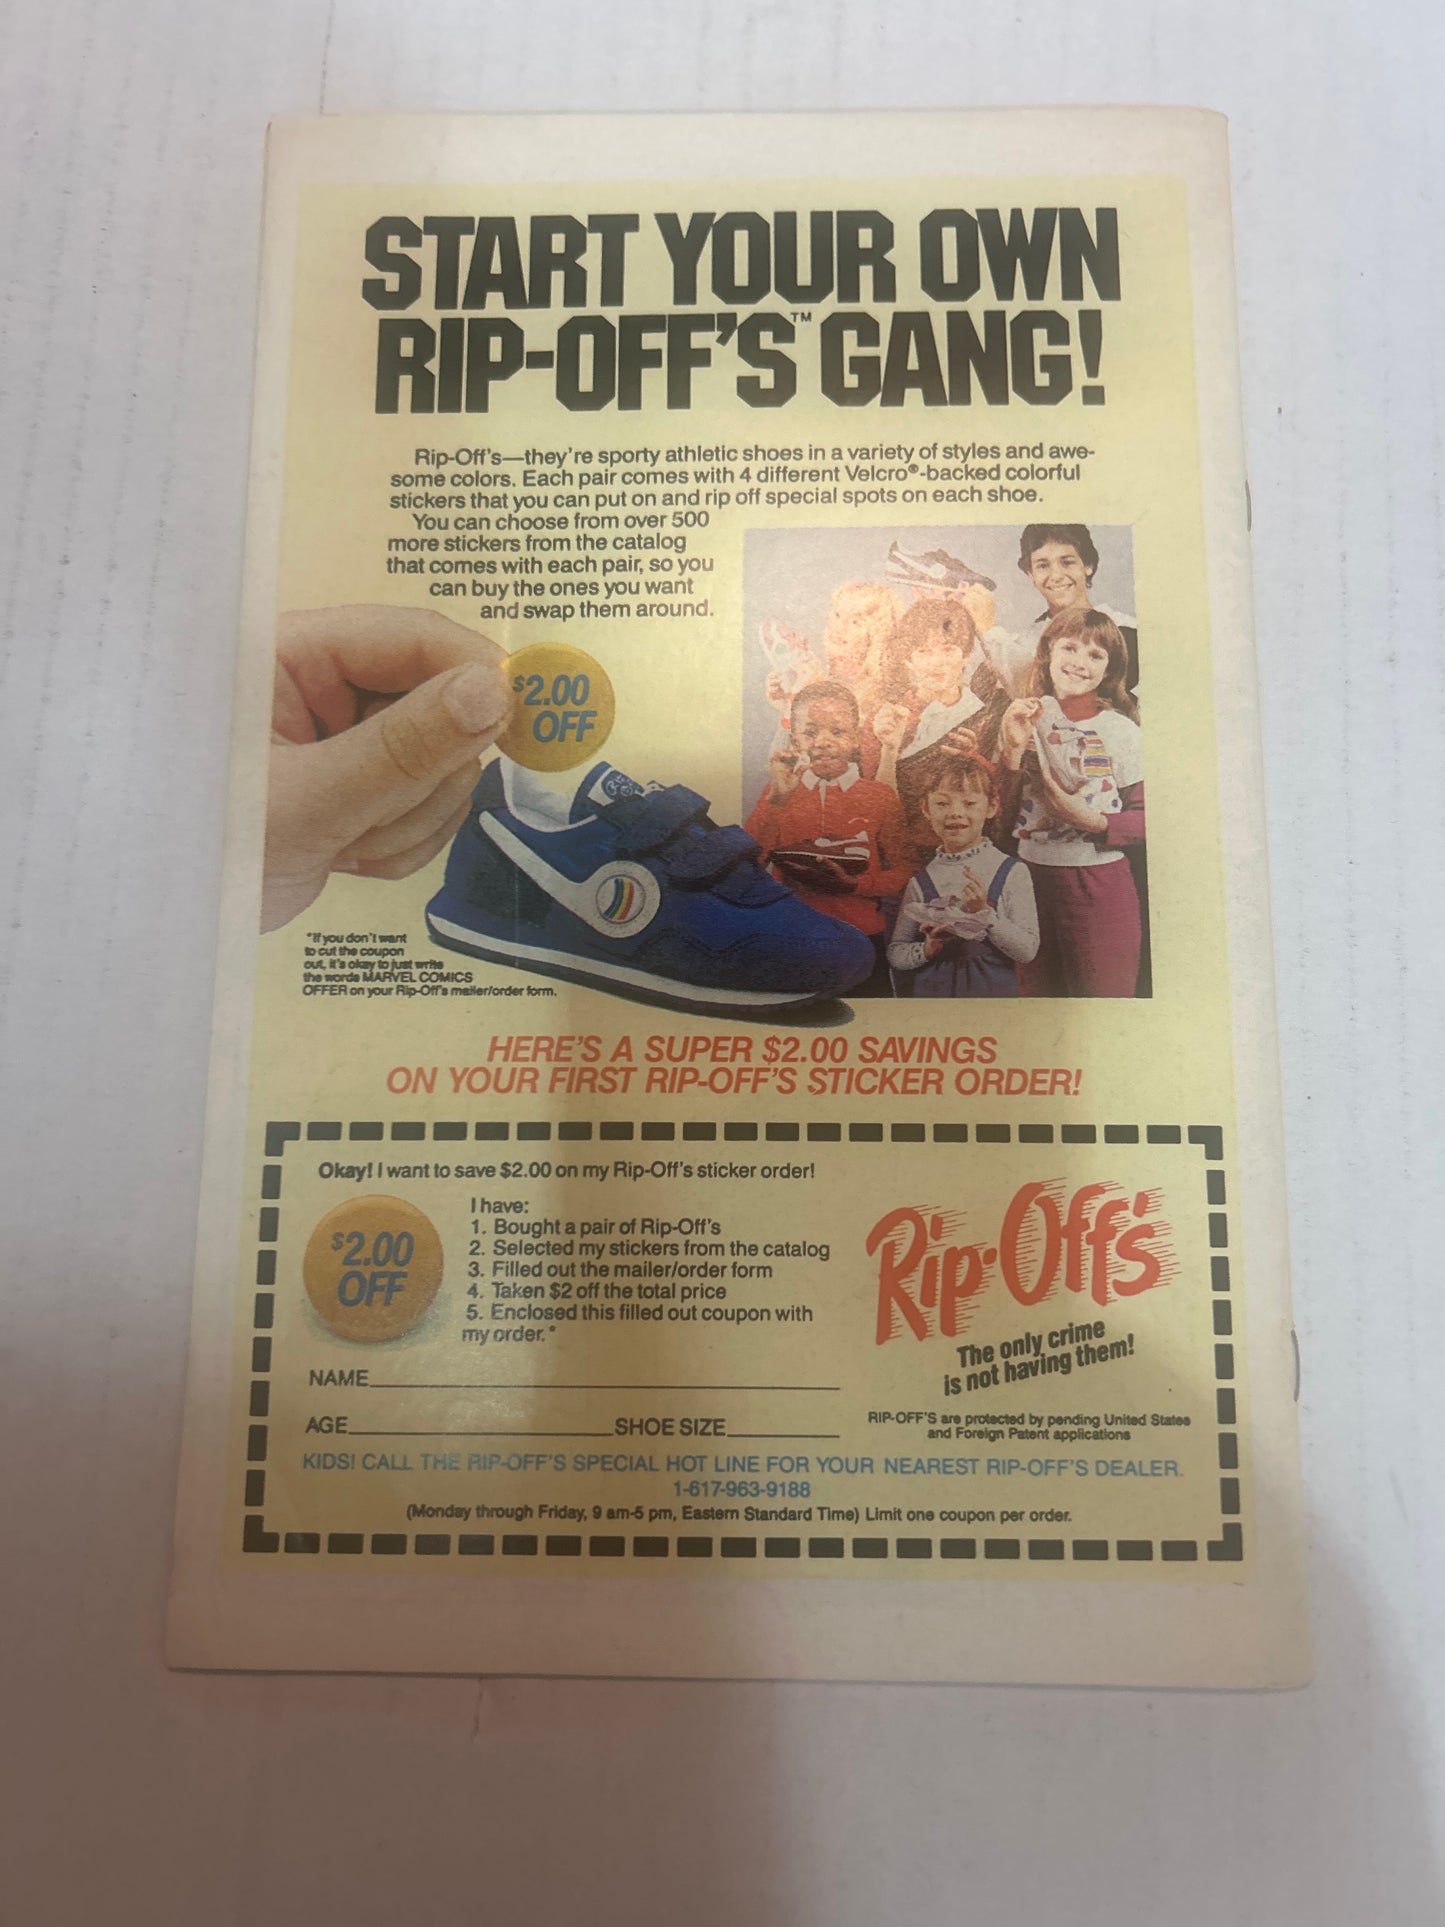 START YOUR OWN
RIP-OFF'S™ GANG!
Rip-Off's—they're sporty athletic shoes in a variety of styles and awe-
some colors. Each pair comes with 4 different Velcro®-backed colorful
stickers that you can put on and rip off special spots on each shoe.
You can choose from over 500
more stickers from the catalog
that comes with each pair, so you
can buy the ones you want
and swap them around.
$2.00
OFF
*If you don't want
to cut the coupon
out, it's okay to just write
the words MARVEL COMICS
OFFER on your Rip-Off's mailer/order form.
HERE'S A SUPER $2.00 SAVINGS
ON YOUR FIRST RIP-OFF'S STICKER ORDER!
Okay! I want to save $2.00 on my Rip-Off's sticker order!
$2.00
OFF
I have:
1. Bought a pair of Rip-Off's
2. Selected my stickers from the catalog
3. Filled out the mailer/order form
4. Taken $2 off the total price
5. Enclosed this filled out coupon with
my order.*
Rip-Off's
The only crime
is not having them!
NAME
AGE SHOE SIZE
RIP-OFF'S are protected by pending United States
and Foreign Patent applications
KIDS! CALL THE RIP-OFF'S SPECIAL HOT LINE FOR YOUR NEAREST RIP-OFF'S DEALER.
1-617-963-9188
(Monday through Friday, 9 am-5 pm, Eastern Standard Time) Limit one coupon per order.